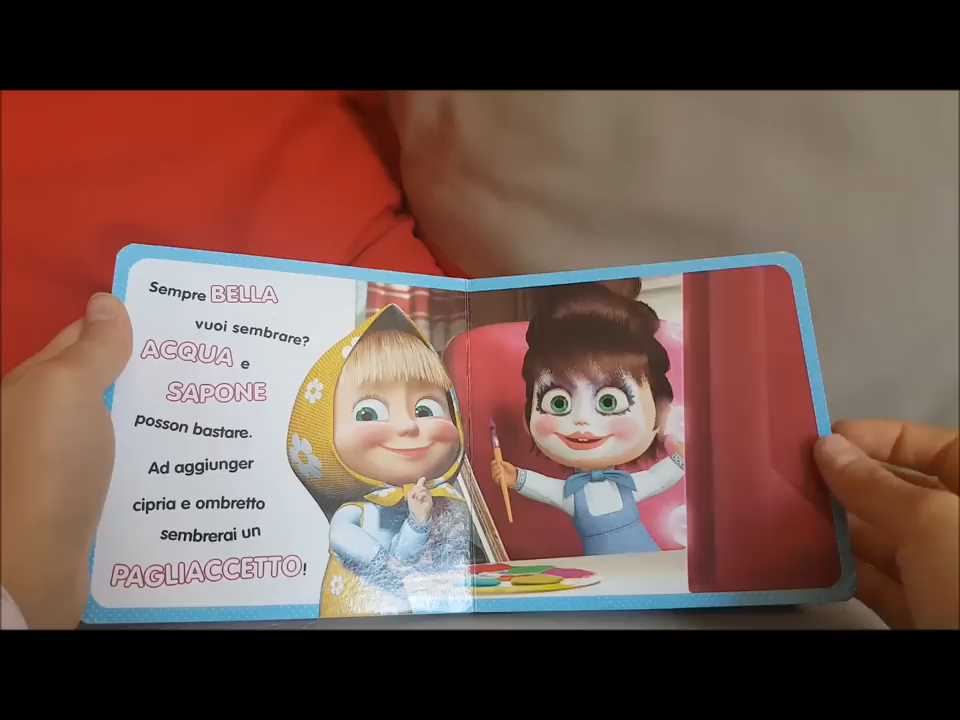 Sempre BELLA
vuoi sembrare?
ACQUA e
SAPONE
posson bastare.
Ad aggiunger
cipria e ombretto
sembrerai un
PAGLIACCETTO!